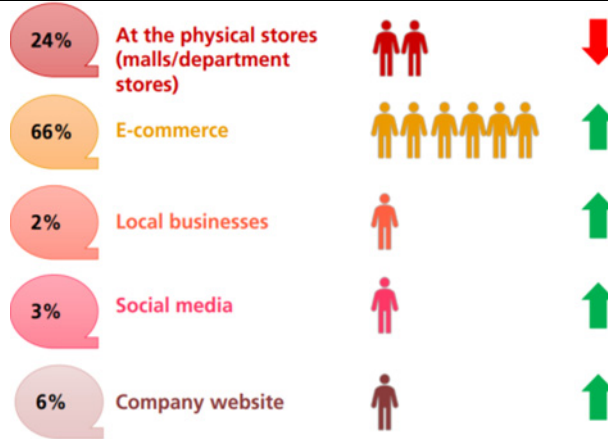 24%
At the physical stores
(malls/department
stores)
66%
E-commerce
2%
Local businesses
3%
Social media
6%
Company website